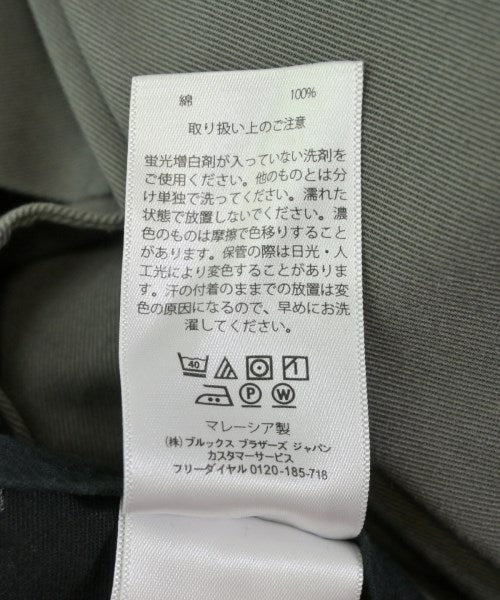 綿 100%
取り扱い上のご注意
蛍光増白剤が入っていない洗剤を
ご使用ください。他のものとは分
け単独で洗ってください。濡れた
状態で放置しないでください。濃
色のものは摩擦で色移りすること
があります。保管の際は日光・人
工光により変色することがありま
す。汗の付着のままでの放置は変
色の原因になるので、早めにお洗
濯してください。
40 1
P W
マレーシア製
(株) ブルックス ブラザーズ ジャパン
カスタマーサービス
フリーダイヤル 0120-185-718